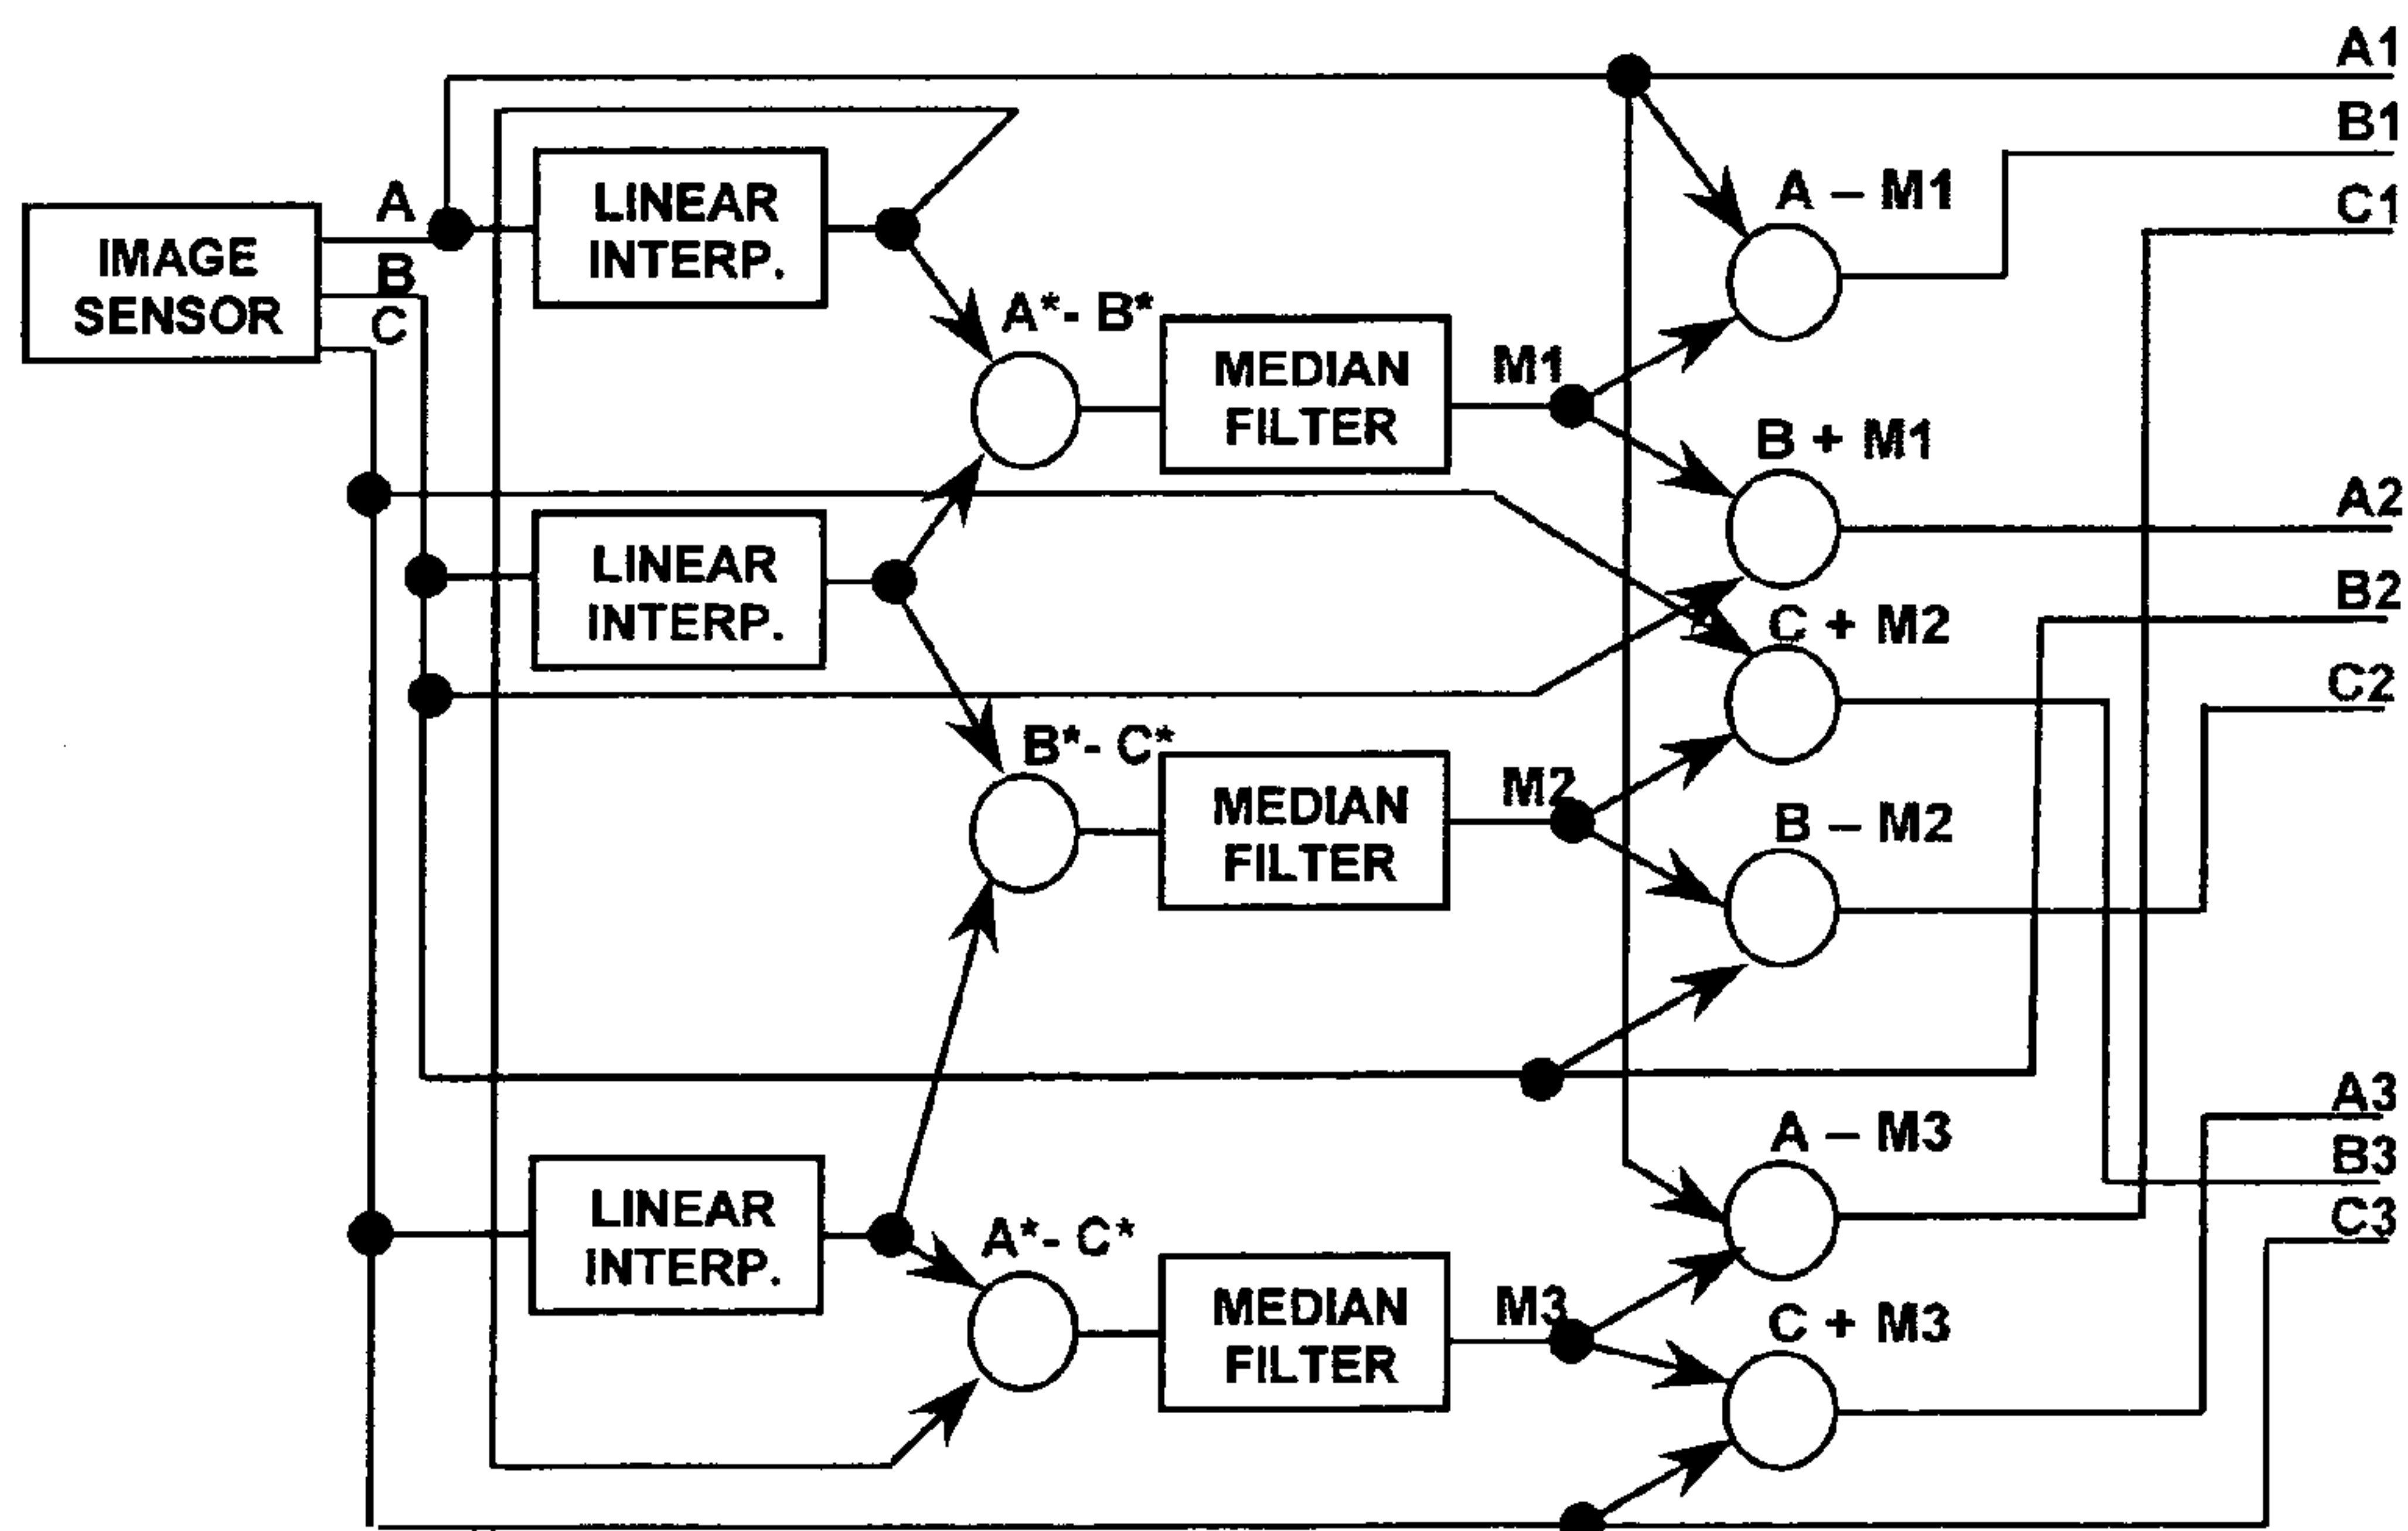 A1
B1
C1
A
B
C
IMAGE
SENSOR
LINEAR
INTERP.
A*- B*
MEDIAN
FILTER
M1
A – M1
B + M1
A2
LINEAR
INTERP.
B2
C + M2
C2
B*- C*
MEDIAN
FILTER
M2
B – M2
A3
B3
C3
LINEAR
INTERP.
A*- C*
MEDIAN
FILTER
M3
A – M3
C + M3